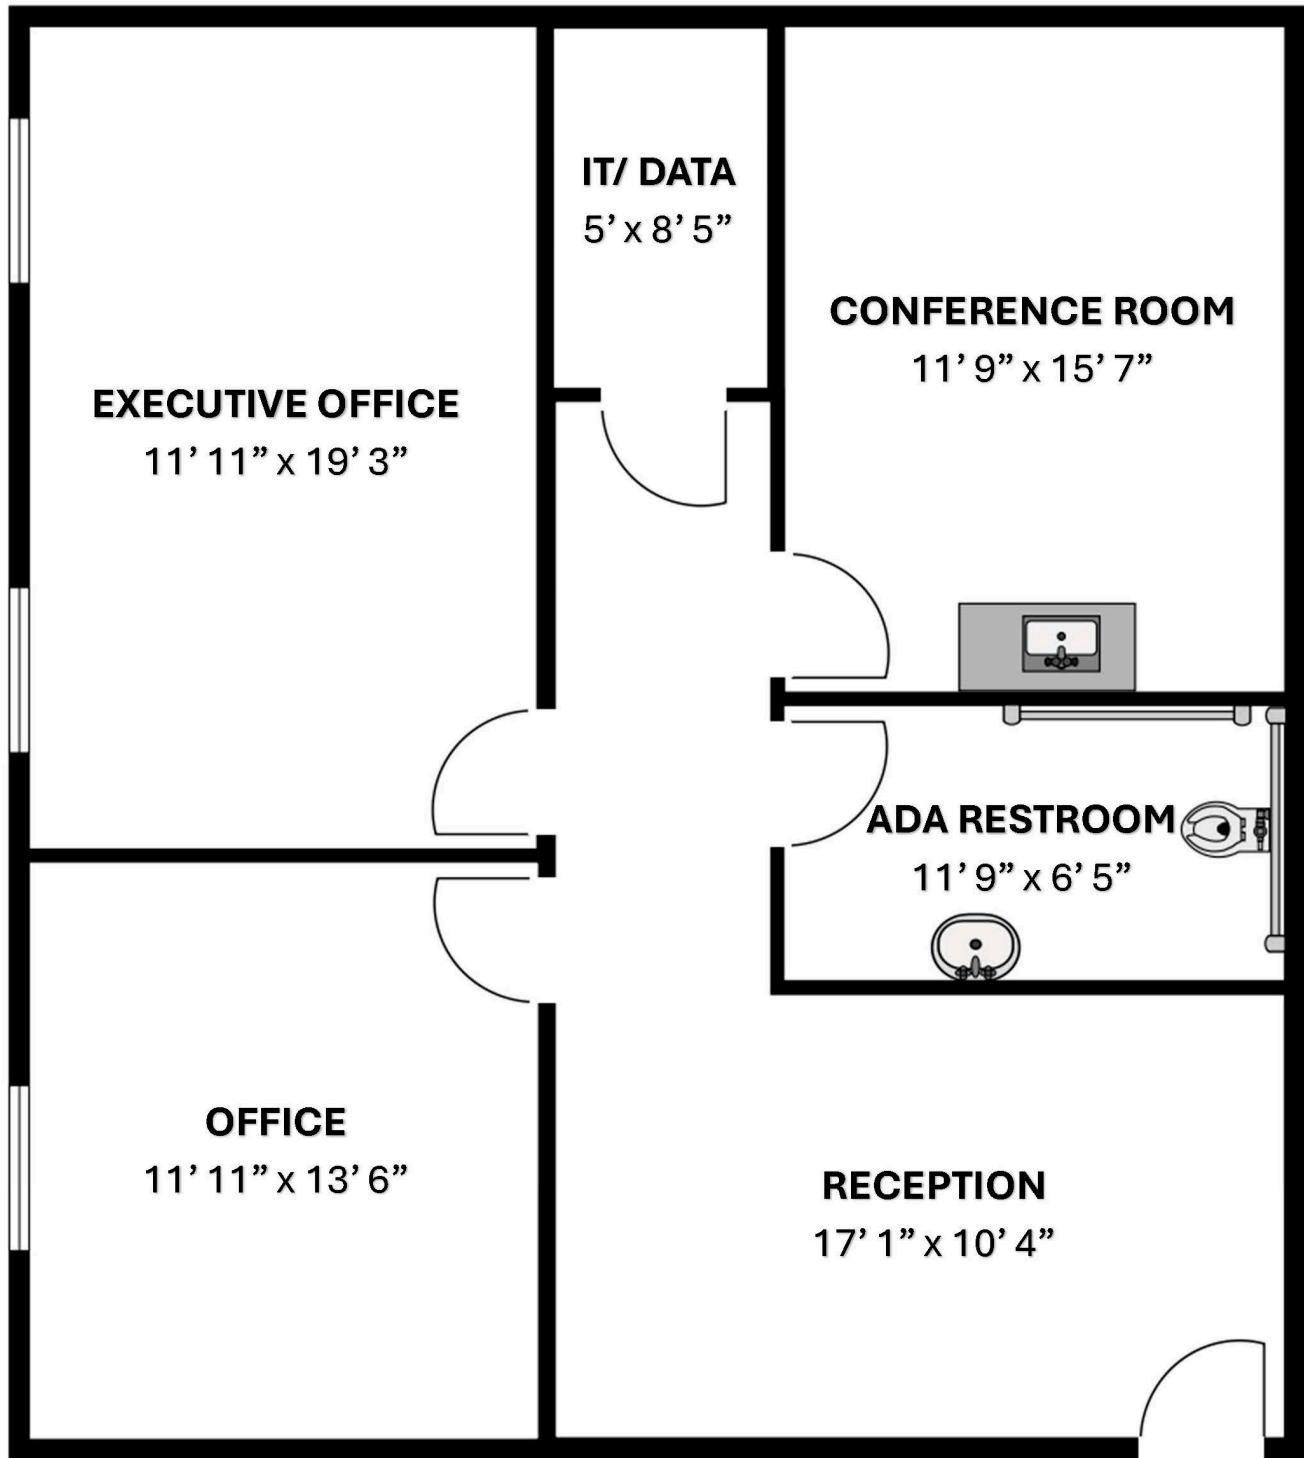 IT/ DATA
5’ x 8’ 5”
CONFERENCE ROOM
11’ 9” x 15’ 7”
EXECUTIVE OFFICE
11’ 11” x 19’ 3”
ADA RESTROOM
11’ 9” x 6’ 5”
OFFICE
11’ 11” x 13’ 6”
RECEPTION
17’ 1” x 10’ 4”